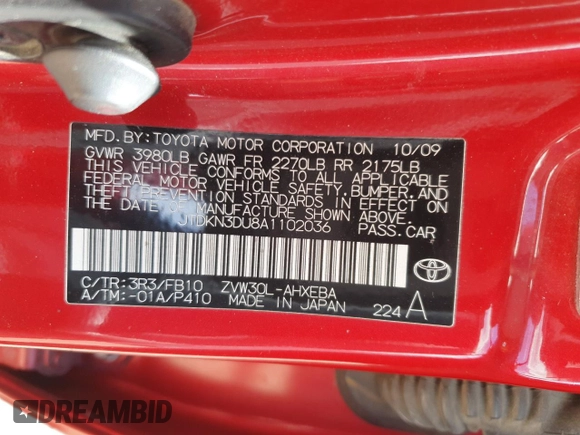 MFD. BY: TOYOTA MOTOR CORPORATION 10/09
GVWR 3980LB GAWR FR 2270LB RR 2175LB
THIS VEHICLE CONFORMS TO ALL APPLICABLE
FEDERAL MOTOR VEHICLE SAFETY, BUMPER, AND
THEFT PREVENTION STANDARDS IN EFFECT ON
THE DATE OF MANUFACTURE SHOWN ABOVE.
JTDKN3DU8A1102036 PASS. CAR
C/TR: 3R3/FB10 ZVW30L-AHXEBA
A/TM: -01A/P410 MADE IN JAPAN 224 A
DREAMBID